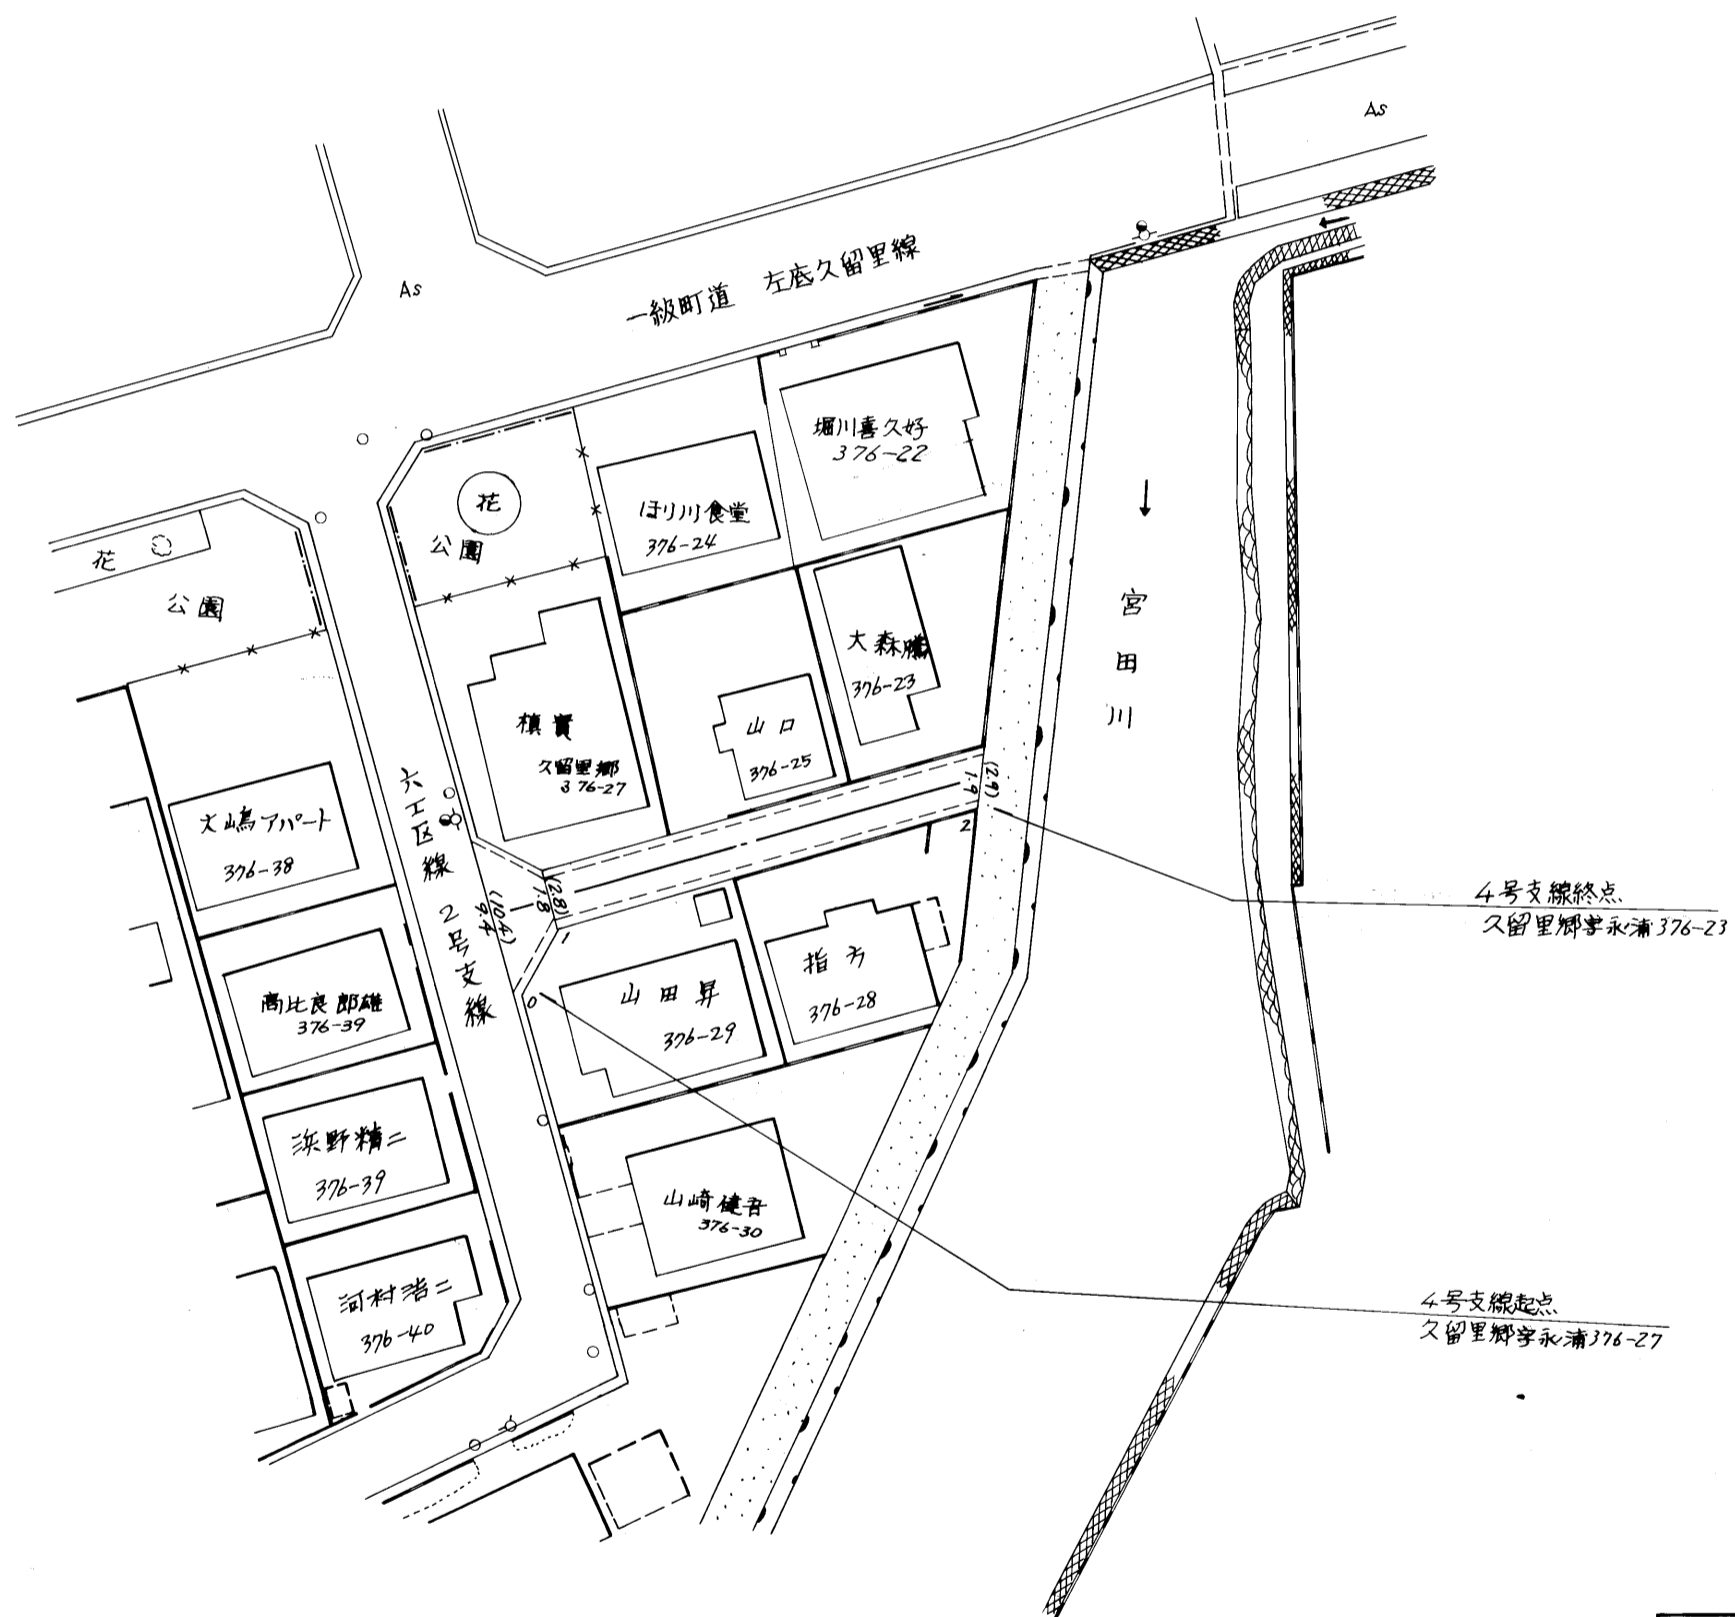 As
As
一級町道 左底久留里線
堀川喜久好
376-22
ほり川食堂
376-24
花
公園
花
公園
宮田川
大森勝
376-23
山口
376-25
槙實
久留里郷
376-27
(2.9)
1.9
2
六工区線 2号支線
大嶋アパート
376-38
(2.8)
1.8
(10.4)
9.4
1
0
4号支線終点
久留里郷字永浦376-23
指方
376-28
山田昇
376-29
高比良郎雄
376-39
浜野精二
376-39
山崎健吾
376-30
河村浩二
376-40
4号支線起点
久留里郷字永浦376-27